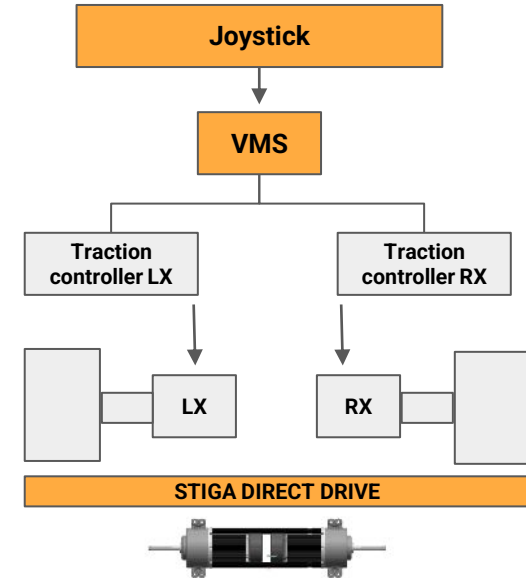 Joystick
VMS
Traction
controller LX
Traction
controller RX
LX
RX
STIGA DIRECT DRIVE